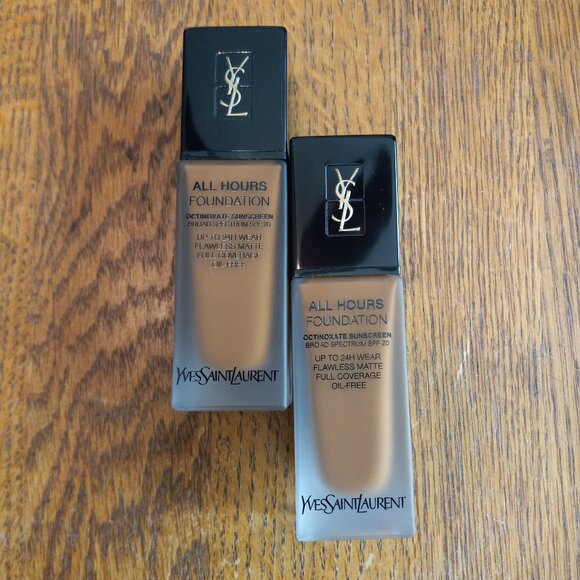 YSL
ALL HOURS
FOUNDATION
OCTINOXATE SUNSCREEN
BROAD SPECTRUM SPF 20
UP TO 24H WEAR
FLAWLESS MATTE
FULL COVERAGE
OIL-FREE
YVESSAINTLAURENT
YSL
ALL HOURS
FOUNDATION
OCTINOXATE SUNSCREEN
BROAD SPECTRUM SPF 20
UP TO 24H WEAR
FLAWLESS MATTE
FULL COVERAGE
OIL-FREE
YVESSAINTLAURENT